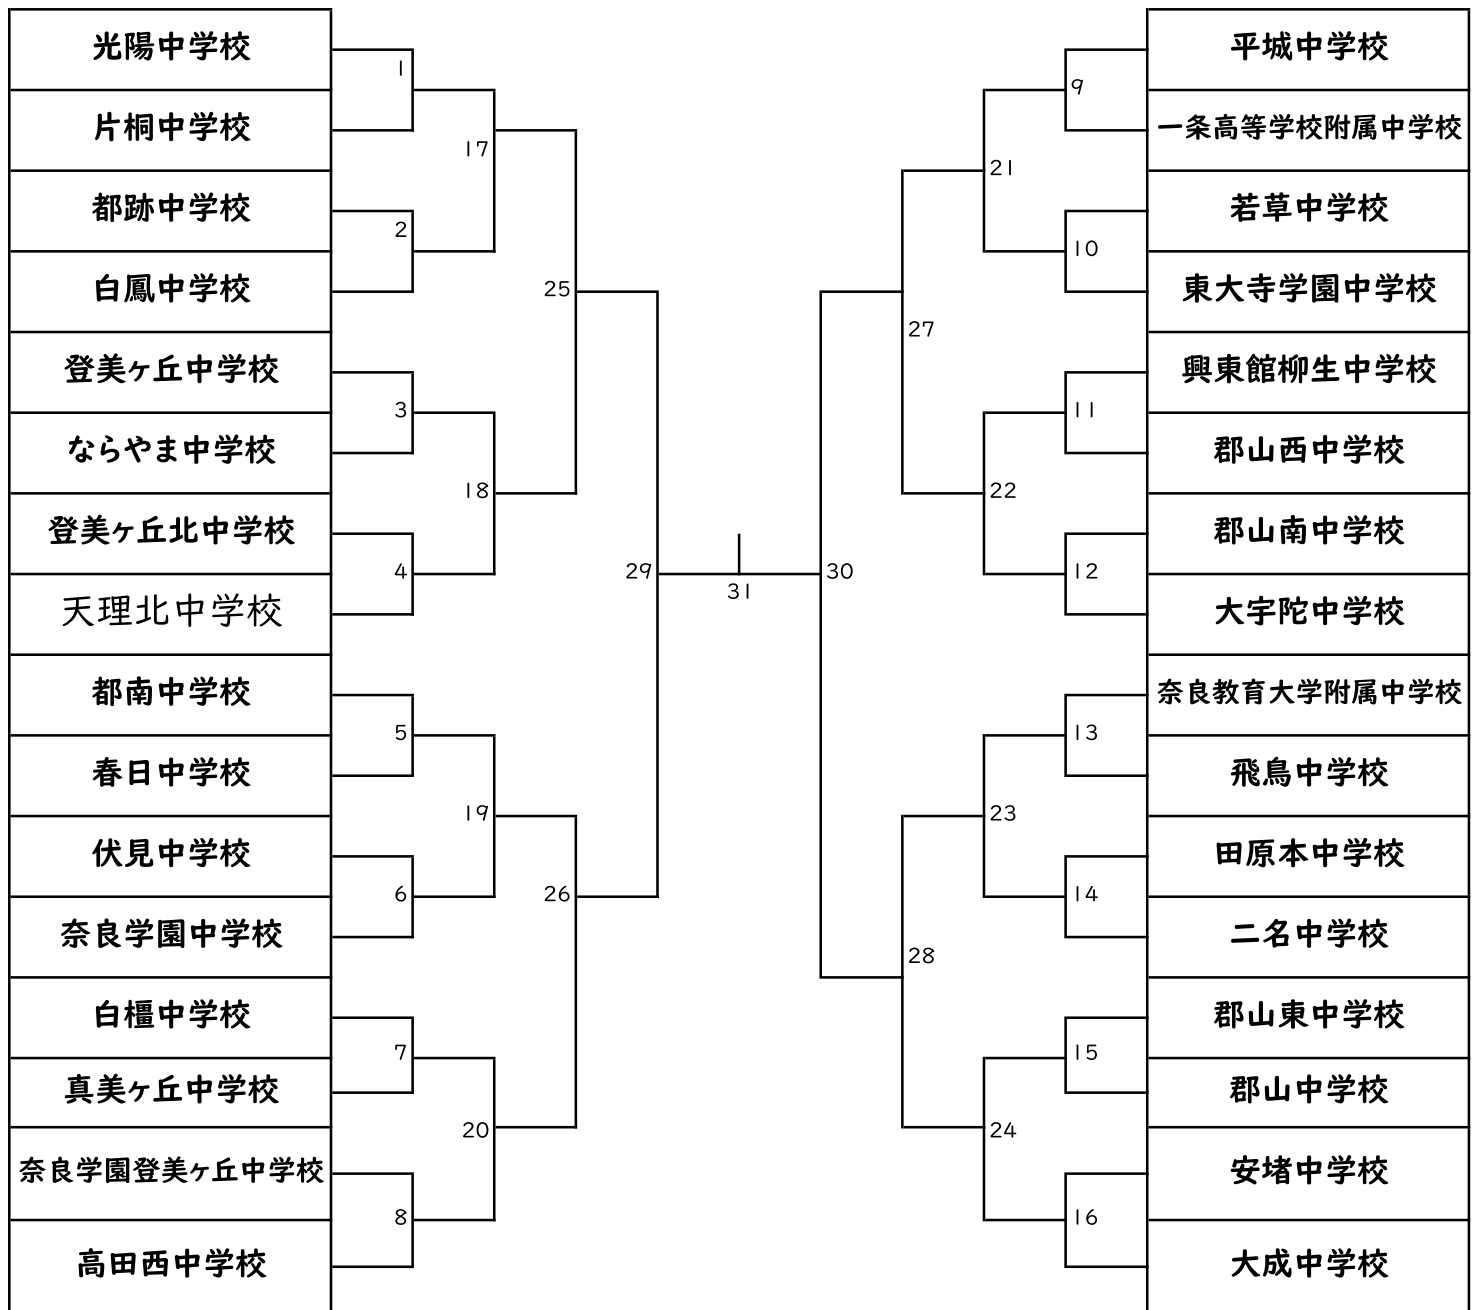 光陽中学校
片桐中学校
都跡中学校
白鳳中学校
登美ヶ丘中学校
ならやま中学校
登美ヶ丘北中学校
天理北中学校
都南中学校
春日中学校
伏見中学校
奈良学園中学校
白橿中学校
真美ヶ丘中学校
奈良学園登美ヶ丘中学校
高田西中学校
1
2
3
4
5
6
7
8
17
18
19
20
25
26
29
31
30
27
28
21
22
23
24
9
10
11
12
13
14
15
16
平城中学校
一条高等学校附属中学校
若草中学校
東大寺学園中学校
興東館柳生中学校
郡山西中学校
郡山南中学校
大宇陀中学校
奈良教育大学附属中学校
飛鳥中学校
田原本中学校
二名中学校
郡山東中学校
郡山中学校
安堵中学校
大成中学校